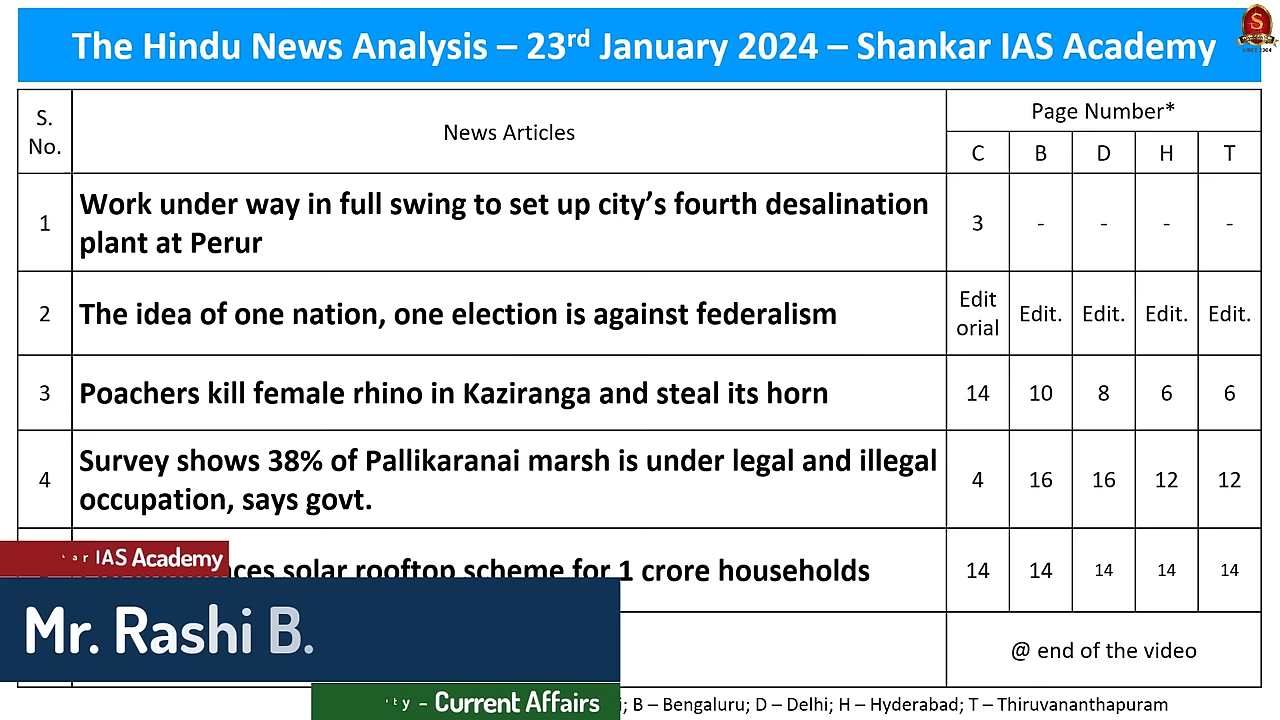 The Hindu News Analysis – 23rd January 2024 – Shankar IAS Academy
S
SINCE 2004
S. No.
News Articles
Page Number*
C B D H T
1
Work under way in full swing to set up city’s fourth desalination
plant at Perur
3 - - - -
2
The idea of one nation, one election is against federalism
Edit
orial
Edit. Edit. Edit. Edit.
3
Poachers kill female rhino in Kaziranga and steal its horn
14 10 8 6 6
4
Survey shows 38% of Pallikaranai marsh is under legal and illegal
occupation, says govt.
4 16 16 12 12
solar rooftop scheme for 1 crore households
14 14 14 14 14
@ end of the video
IAS Academy
Mr. Rashi B.
– Current Affairs
B – Bengaluru; D – Delhi; H – Hyderabad; T – Thiruvananthapuram